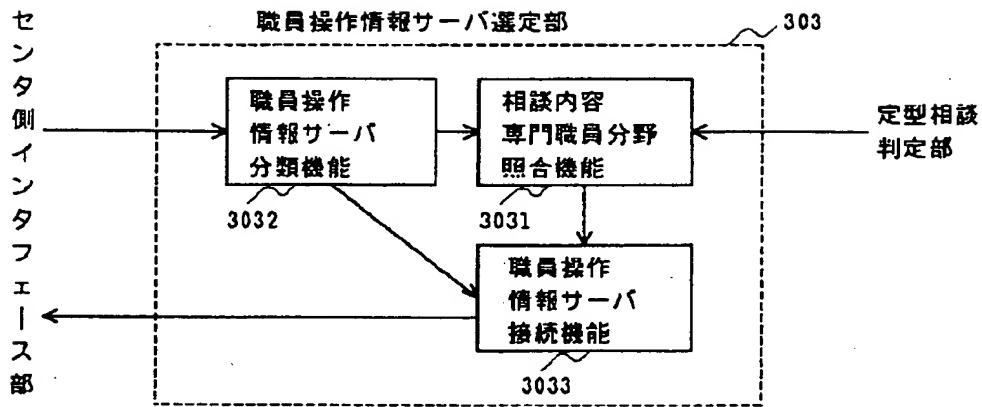 職員操作情報サーバ選定部
303
センタ側インタフェース部
職員操作
情報サーバ
分類機能
3032
相談内容
専門職員分野
照合機能
3031
定型相談
判定部
職員操作
情報サーバ
接続機能
3033